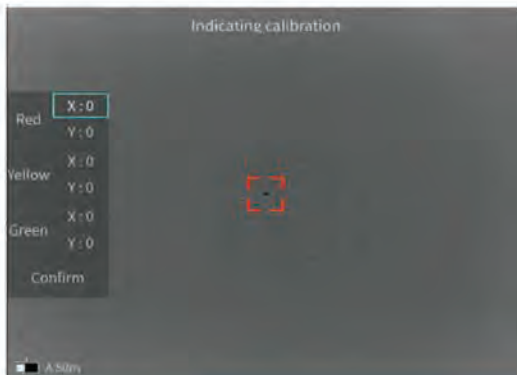 Indicating calibration
Red
X : 0
Y : 0
Yellow
X : 0
Y : 0
Green
X : 0
Y : 0
Confirm
A:50m